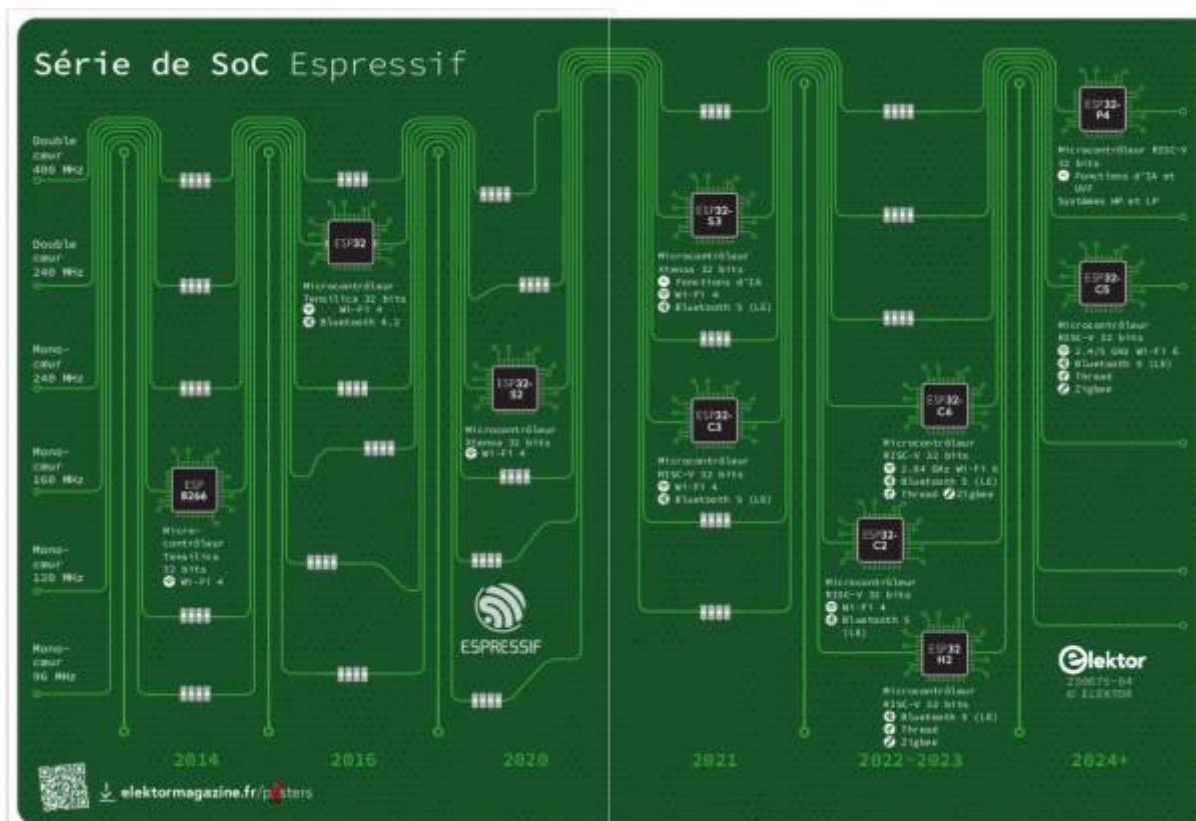 Série de SoC Espressif
Double
cœur
400 MHz
Double
cœur
240 MHz
Mono-
cœur
240 MHz
Mono-
cœur
160 MHz
Mono-
cœur
120 MHz
Mono-
cœur
96 MHz
ESP
8266
Micro-
contrôleur
Tensilica
32 bits
Wi-Fi 4
2014
ESP32
Microcontrôleur
Tensilica 32 bits
Wi-Fi 4
Bluetooth 4.2
2016
ESP32-
S2
Microcontrôleur
Xtensa 32 bits
Wi-Fi 4
ESPRESSIF
2020
ESP32-
S3
Microcontrôleur
Xtensa 32 bits
Fonctions d'IA
Wi-Fi 4
Bluetooth 5 (LE)
ESP32-
C3
Microcontrôleur
RISC-V 32 bits
Wi-Fi 4
Bluetooth 5 (LE)
2021
ESP32-
C6
Microcontrôleur
RISC-V 32 bits
GHz Wi-Fi 6
Bluetooth 5 (LE)
Thread Zigbee
ESP32-
C2
Microcontrôleur
RISC-V 32 bits
Wi-Fi 4
Bluetooth 5
(LE)
ESP32
H2
Microcontrôleur
RISC-V 32 bits
Bluetooth 5 (LE)
Thread
Zigbee
2022-2023
ESP32-
P4
Microcontrôleur RISC-V
32 bits
Fonctions d'IA et
Systèmes HP et LP
ESP32-
C5
Microcontrôleur
RISC-V 32 bits
2.4/5 GHz Wi-Fi 6
Bluetooth 5 (LE)
Thread
Zigbee
elektor
230675-04
© ELEKTOR
2024+
elektormagazine.fr/posters